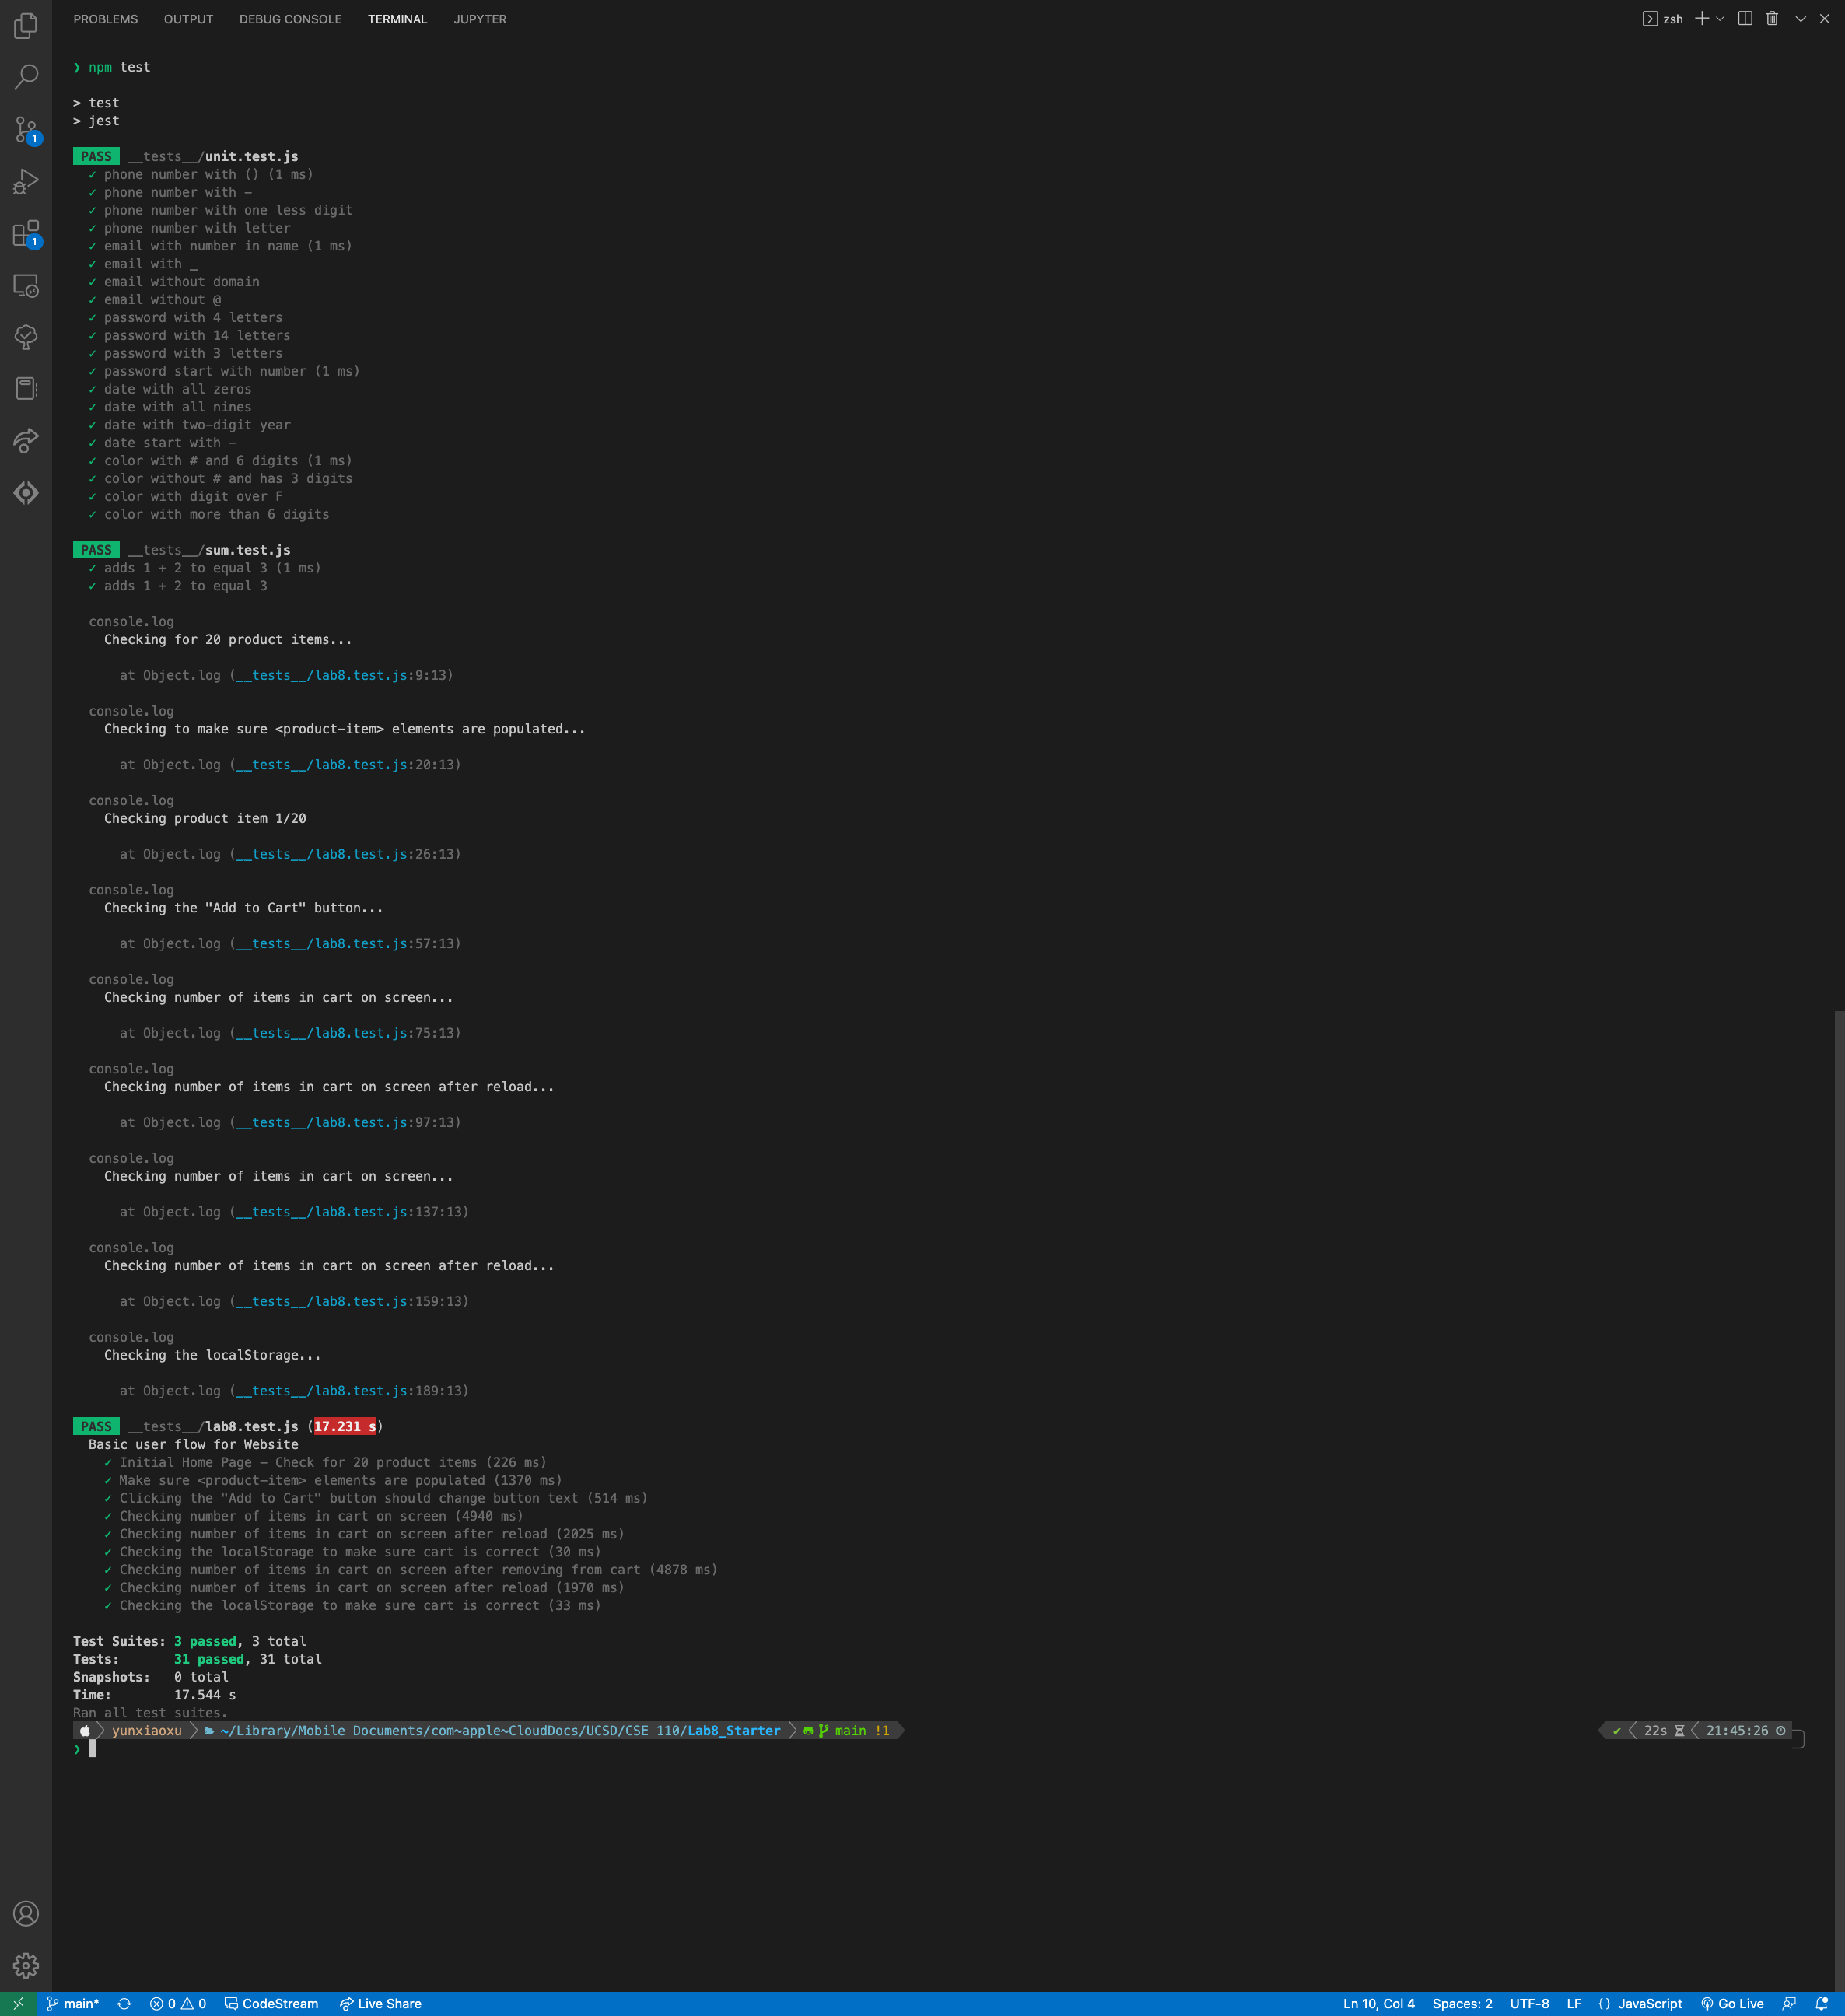 PROBLEMS OUTPUT DEBUG CONSOLE TERMINAL JUPYTER zsh
❯ npm test
> test
> jest
PASS __tests__/unit.test.js
✓ phone number with () (1 ms)
✓ phone number with -
✓ phone number with one less digit
✓ phone number with letter
✓ email with number in name (1 ms)
✓ email with _
✓ email without domain
✓ email without @
✓ password with 4 letters
✓ password with 14 letters
✓ password with 3 letters
✓ password start with number (1 ms)
✓ date with all zeros
✓ date with all nines
✓ date with two-digit year
✓ date start with -
✓ color with # and 6 digits (1 ms)
✓ color without # and has 3 digits
✓ color with digit over F
✓ color with more than 6 digits
PASS __tests__/sum.test.js
✓ adds 1 + 2 to equal 3 (1 ms)
✓ adds 1 + 2 to equal 3
console.log
Checking for 20 product items...
at Object.log (__tests__/lab8.test.js:9:13)
console.log
Checking to make sure <product-item> elements are populated...
at Object.log (__tests__/lab8.test.js:20:13)
console.log
Checking product item 1/20
at Object.log (__tests__/lab8.test.js:26:13)
console.log
Checking the "Add to Cart" button...
at Object.log (__tests__/lab8.test.js:57:13)
console.log
Checking number of items in cart on screen...
at Object.log (__tests__/lab8.test.js:75:13)
console.log
Checking number of items in cart on screen after reload...
at Object.log (__tests__/lab8.test.js:97:13)
console.log
Checking number of items in cart on screen...
at Object.log (__tests__/lab8.test.js:137:13)
console.log
Checking number of items in cart on screen after reload...
at Object.log (__tests__/lab8.test.js:159:13)
console.log
Checking the localStorage...
at Object.log (__tests__/lab8.test.js:189:13)
PASS __tests__/lab8.test.js (17.231 s)
Basic user flow for Website
✓ Initial Home Page - Check for 20 product items (226 ms)
✓ Make sure <product-item> elements are populated (1370 ms)
✓ Clicking the "Add to Cart" button should change button text (514 ms)
✓ Checking number of items in cart on screen (4940 ms)
✓ Checking number of items in cart on screen after reload (2025 ms)
✓ Checking the localStorage to make sure cart is correct (30 ms)
✓ Checking number of items in cart on screen after removing from cart (4878 ms)
✓ Checking number of items in cart on screen after reload (1970 ms)
✓ Checking the localStorage to make sure cart is correct (33 ms)
Test Suites: 3 passed, 3 total
Tests: 31 passed, 31 total
Snapshots: 0 total
Time: 17.544 s
Ran all test suites.
yunxiaoxu ~/Library/Mobile Documents/com~apple~CloudDocs/UCSD/CSE 110/Lab8_Starter main !1 ✔ 22s 21:45:26
❯
main* 0 0 CodeStream Live Share Ln 10, Col 4 Spaces: 2 UTF-8 LF {} JavaScript Go Live
1
1